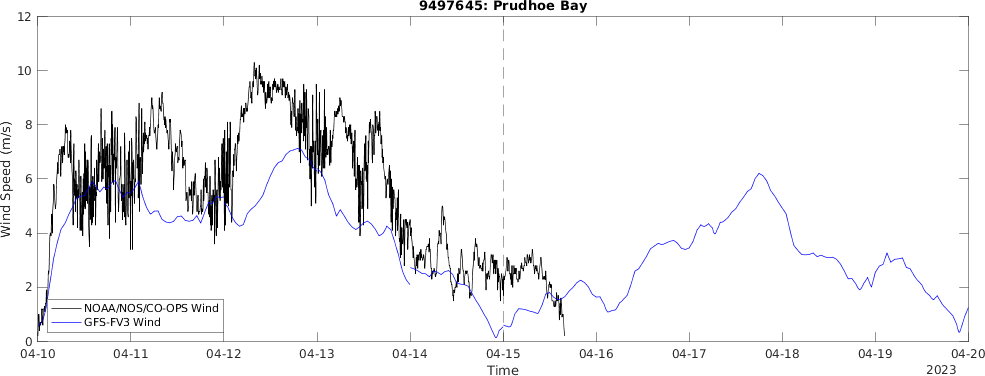 9497645: Prudhoe Bay
12
10
8
6
4
2
0
Wind Speed (m/s)
NOAA/NOS/CO-OPS Wind
GFS-FV3 Wind
04-10 04-11 04-12 04-13 04-14 04-15 04-16 04-17 04-18 04-19 04-20
Time
2023